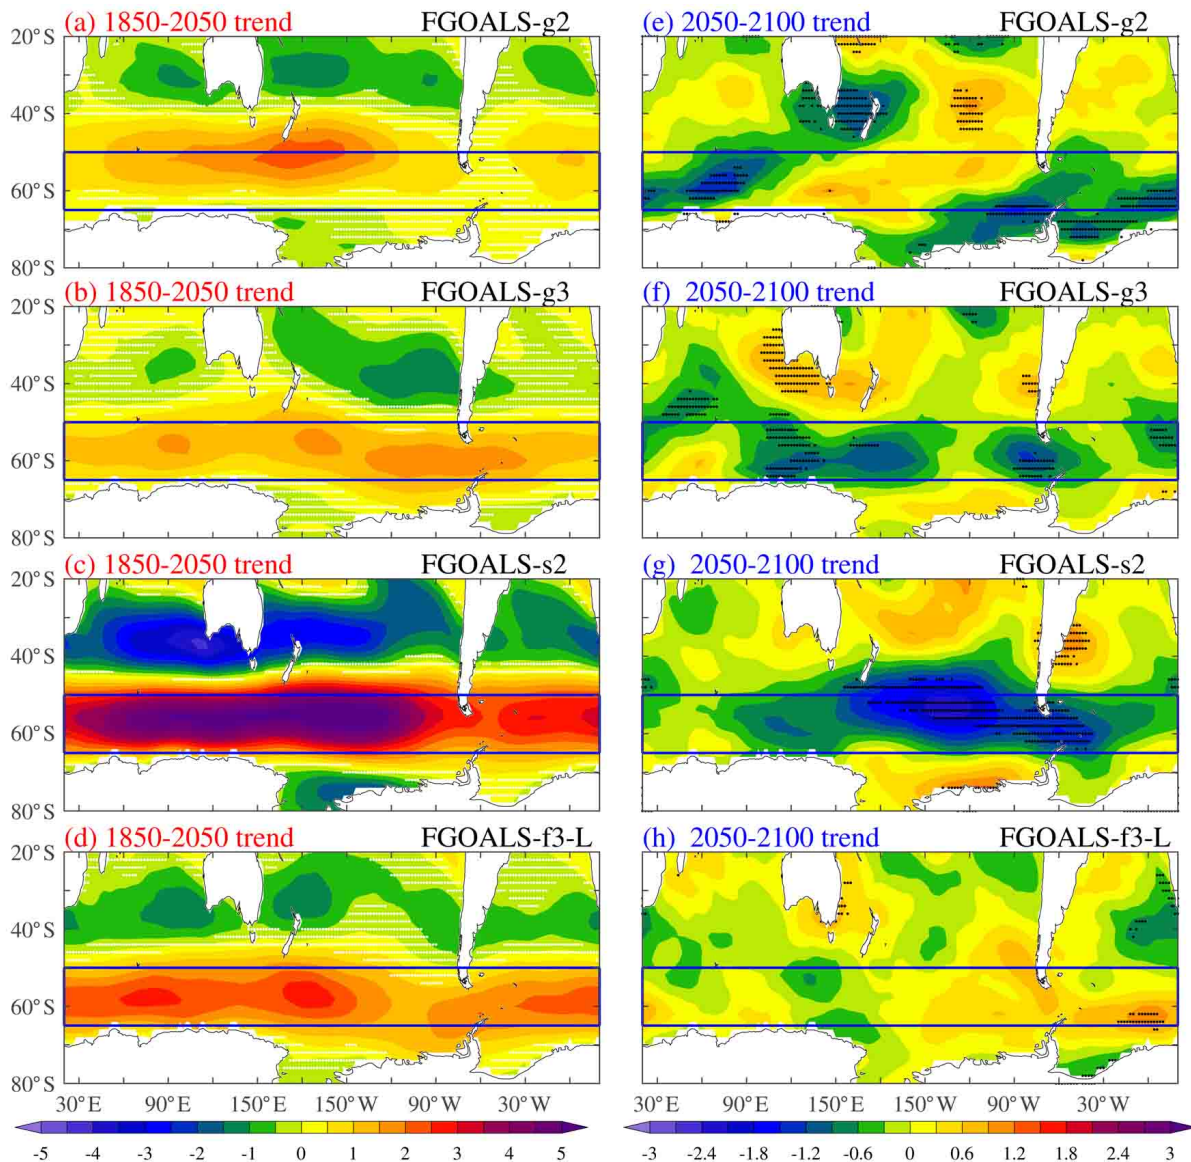 (a) 1850-2050 trend FGOALS-g2
(e) 2050-2100 trend FGOALS-g2
20°S
40°S
60°S
80°S
(b) 1850-2050 trend FGOALS-g3
(f) 2050-2100 trend FGOALS-g3
20°S
40°S
60°S
80°S
(c) 1850-2050 trend FGOALS-s2
(g) 2050-2100 trend FGOALS-s2
20°S
40°S
60°S
80°S
(d) 1850-2050 trend FGOALS-f3-L
(h) 2050-2100 trend FGOALS-f3-L
20°S
40°S
60°S
80°S
30°E 90°E 150°E 150°W 90°W 30°W
30°E 90°E 150°E 150°W 90°W 30°W
-5 -4 -3 -2 -1 0 1 2 3 4 5
-3 -2.4 -1.8 -1.2 -0.6 0 0.6 1.2 1.8 2.4 3